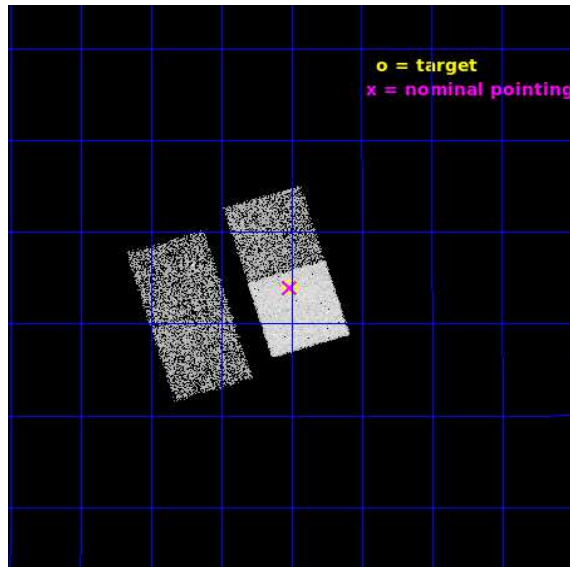 o = target
x = nominal pointing